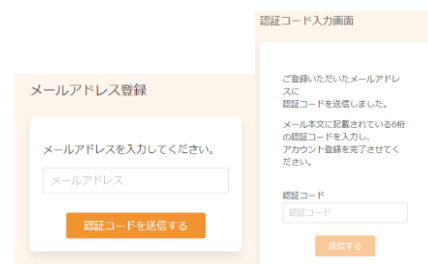 メールアドレス登録
メールアドレスを入力してください。
メールアドレス
認証コードを送信する
認証コード入力画面
ご登録いただいたメールアドレ
スに
認証コードを送信しました。
メール本文に記載されている6桁
の認証コードを入力し、
アカウント登録を完了させてく
ださい。
認証コード
認証コード
送信する